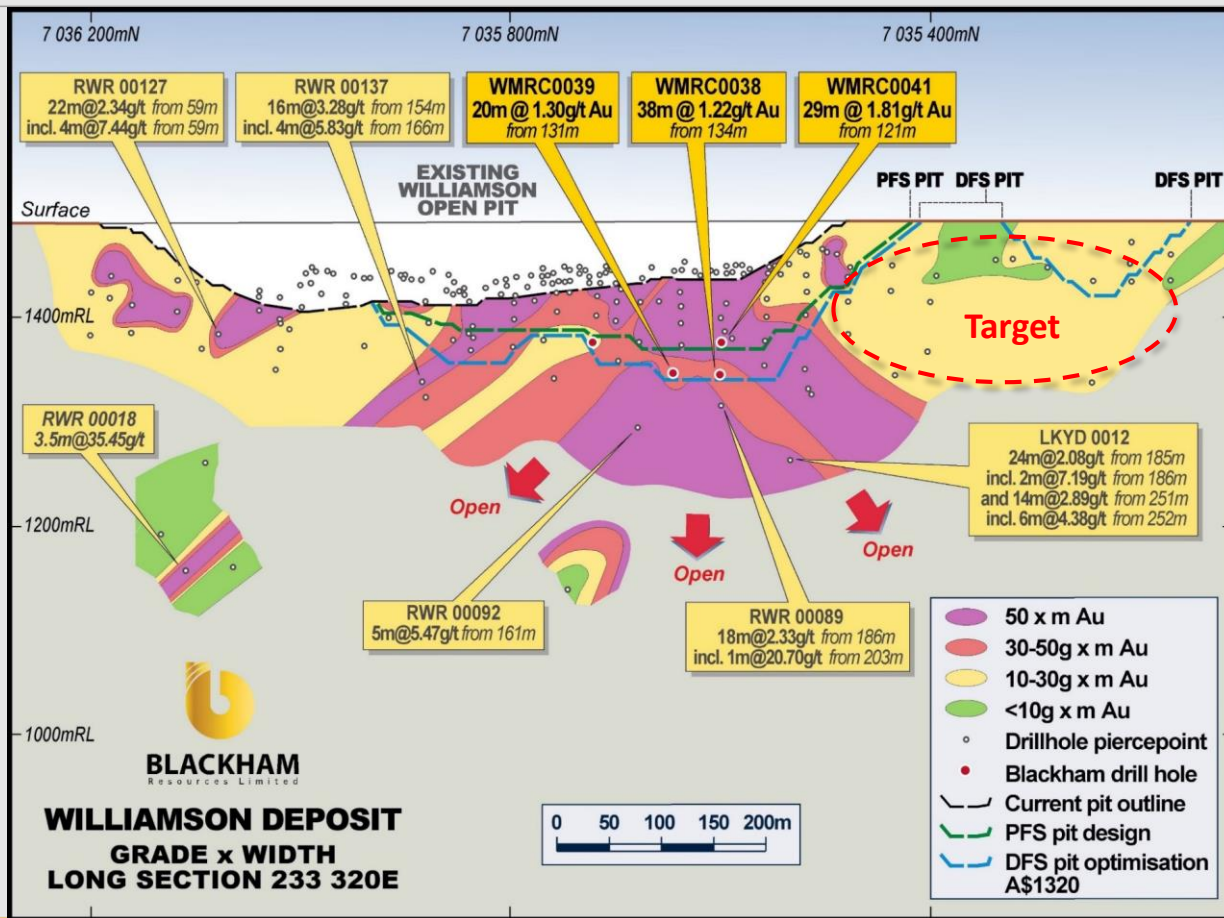 7 036 200mN
7 035 800mN
7 035 400mN
RWR 00127
22m@2.34g/t from 59m
incl. 4m@7.44g/t from 59m
RWR 00137
16m@3.28g/t from 154m
incl. 4m@5.83g/t from 166m
WMRC0039
20m @ 1.30g/t Au
from 131m
WMRC0038
38m @ 1.22g/t Au
from 134m
WMRC0041
29m @ 1.81g/t Au
from 121m
EXISTING
WILLIAMSON
OPEN PIT
PFS PIT
DFS PIT
DFS PIT
Surface
1400mRL
Target
RWR 00018
3.5m@35.45g/t
LKYD 0012
24m@2.08g/t from 185m
incl. 2m@7.19g/t from 186m
and 14m@2.89g/t from 251m
incl. 6m@4.38g/t from 252m
Open
Open
Open
1200mRL
RWR 00092
5m@5.47g/t from 161m
RWR 00089
18m@2.33g/t from 186m
incl. 1m@20.70g/t from 203m
1000mRL
50 x m Au
30-50g x m Au
10-30g x m Au
<10g x m Au
Drillhole piercepoint
Blackham drill hole
Current pit outline
PFS pit design
DFS pit optimisation
A$1320
BLACKHAM
Resources Limited
WILLIAMSON DEPOSIT
GRADE x WIDTH
LONG SECTION 233 320E
0 50 100 150 200m